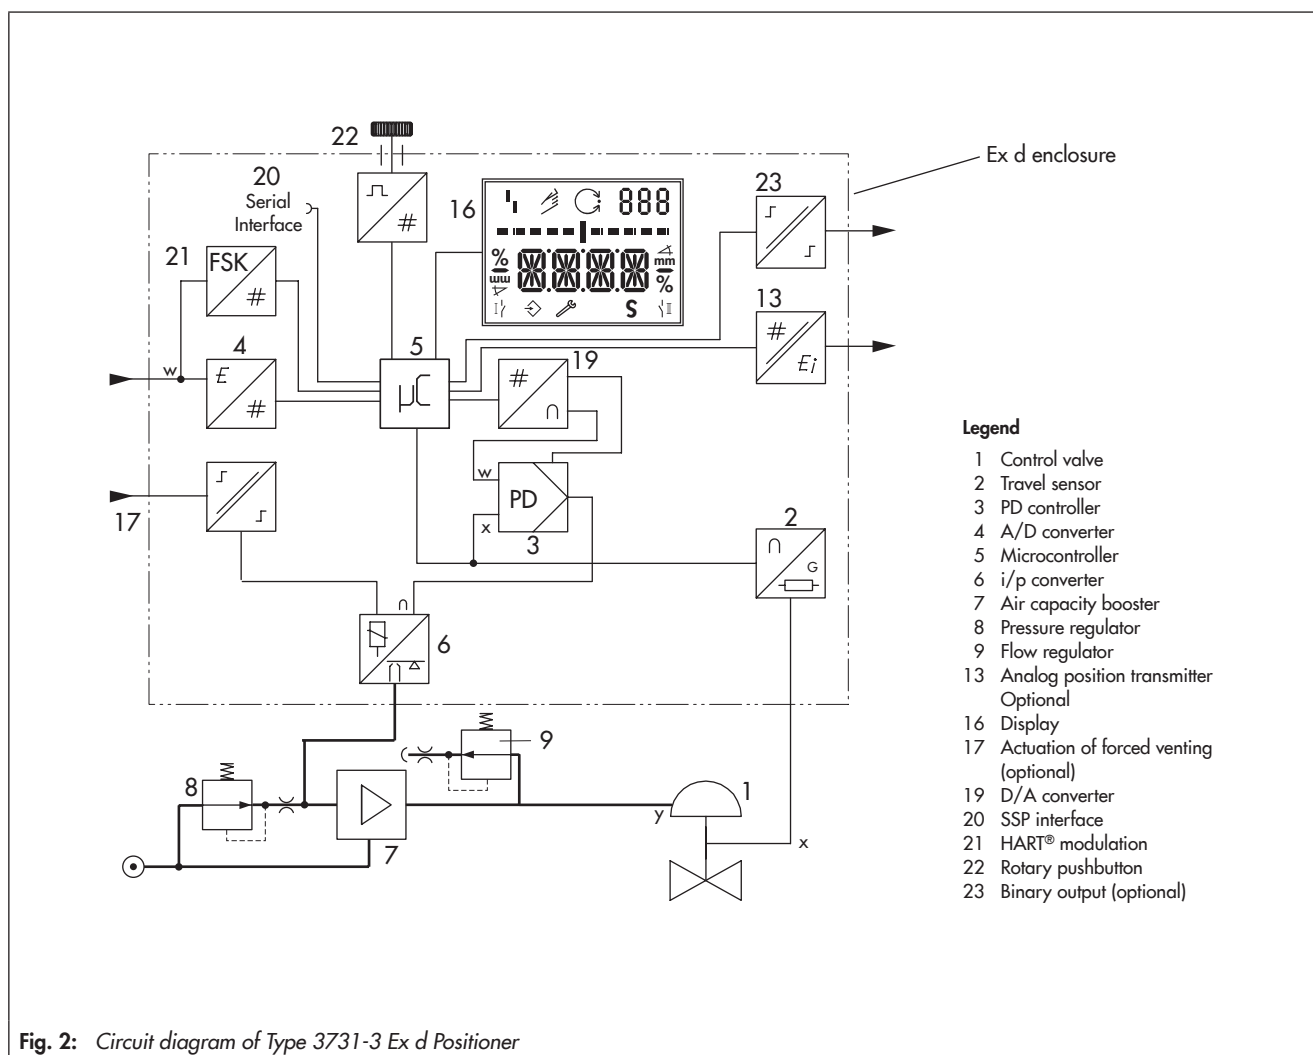 22
Ex d enclosure
20
Serial
Interface
#
16
888
%
mm
mm
%
S
23
21
FSK
#
13
#
Ei
4
E
#
w
5
µC
19
#
∩
w
PD
x
3
17
2
∩
G
∩
6
8
9
7
1
y
x
Legend
1 Control valve
2 Travel sensor
3 PD controller
4 A/D converter
5 Microcontroller
6 i/p converter
7 Air capacity booster
8 Pressure regulator
9 Flow regulator
13 Analog position transmitter
Optional
16 Display
17 Actuation of forced venting
(optional)
19 D/A converter
20 SSP interface
21 HART® modulation
22 Rotary pushbutton
23 Binary output (optional)
Fig. 2: Circuit diagram of Type 3731-3 Ex d Positioner